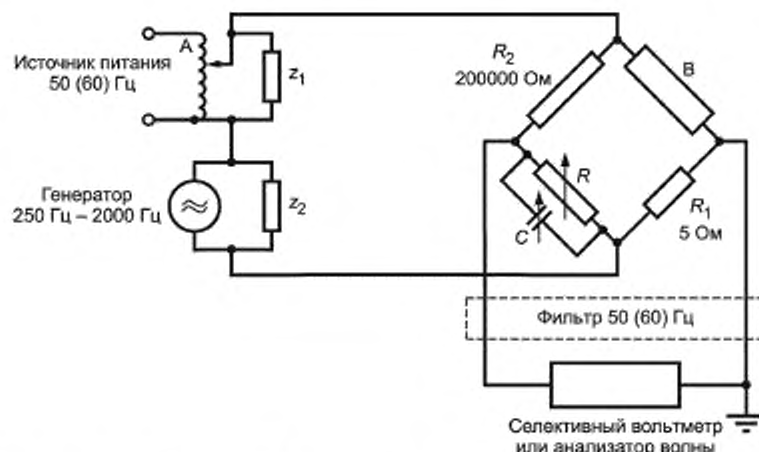 A
Источник питания
50 (60) Гц
z1
R2
200000 Ом
B
Генератор
250 Гц – 2000 Гц
z2
R
C
R1
5 Ом
Фильтр 50 (60) Гц
Селективный вольтметр
или анализатор волны